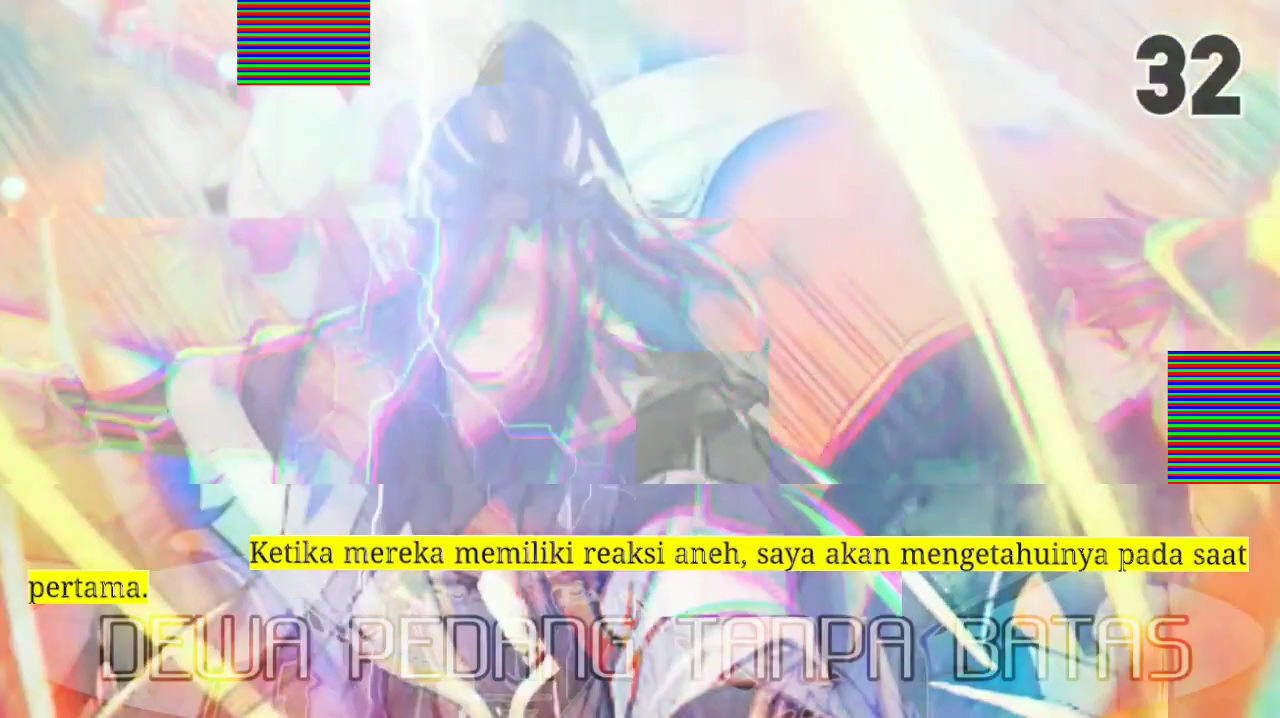 32
Ketika mereka memiliki reaksi aneh, saya akan mengetahuinya pada saat
pertama.
DEWA PEDANG TANPA BATAS